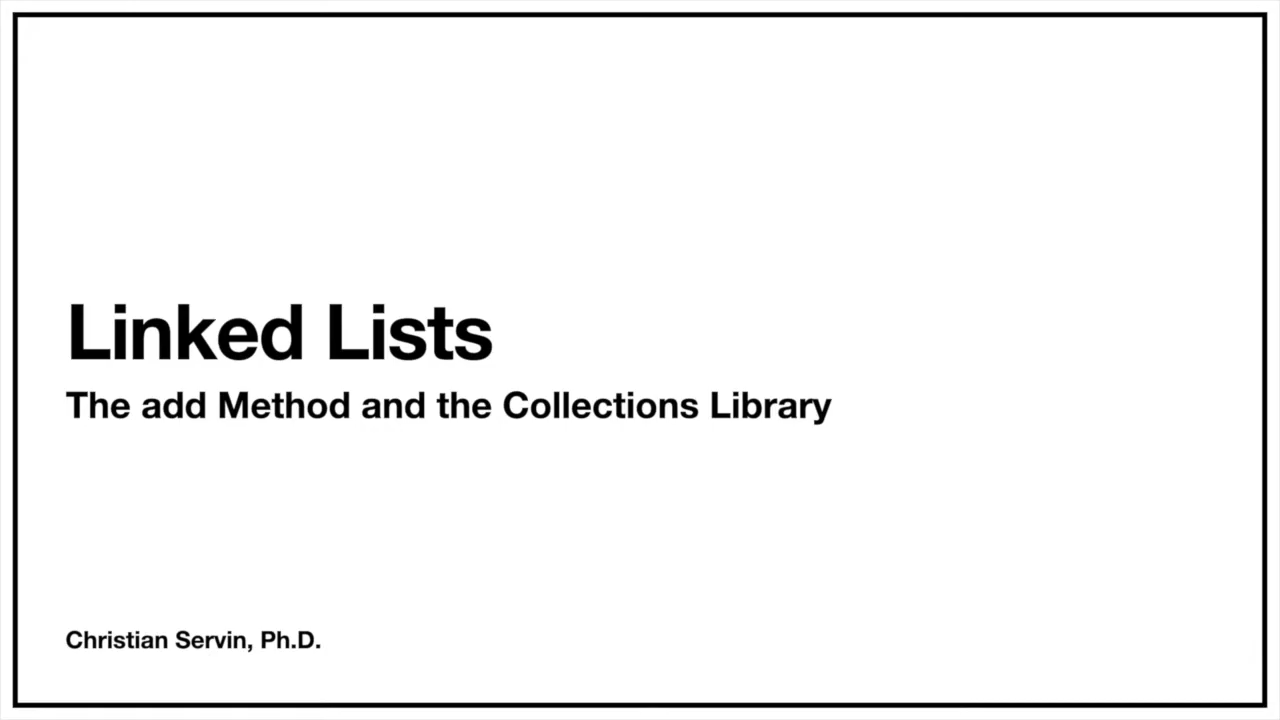 Linked Lists
The add Method and the Collections Library
Christian Servin, Ph.D.